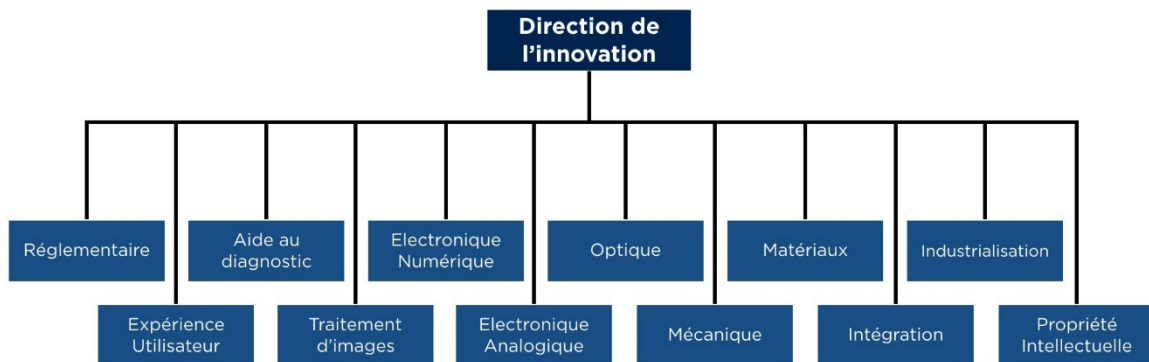 Direction de
l'innovation
Réglementaire
Aide au
diagnostic
Electronique
Numérique
Optique
Matériaux
Industrialisation
Expérience
Utilisateur
Traitement
d'images
Electronique
Analogique
Mécanique
Intégration
Propriété
Intellectuelle